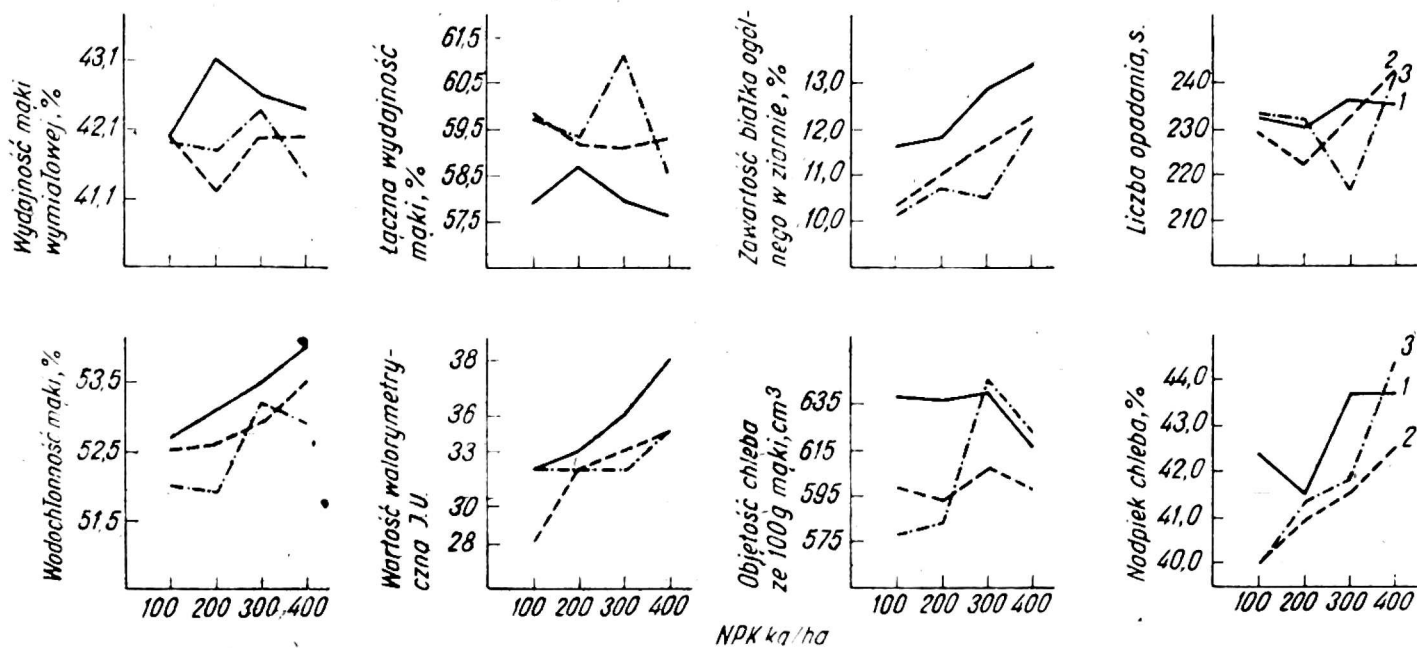 Wydajność mąki
wymiałowej, %
43,1
42,1
41,1
Łączna wydajność
mąki, %
61,5
60,5
59,5
58,5
57,5
Zawartość białka ogól-
nego w ziarnie, %
13,0
12,0
11,0
10,0
Liczba opadania, s.
240
230
220
210
2
3
1
Wodochłonność mąki, %
53,5
52,5
51,5
100 200 300 400
Wartość walorymetry-
czna J.U.
38
36
33
30
28
100 200 300 400
Objętość chleba
ze 100g mąki, cm³
635
615
595
575
100 200 300 400
Nadpiek chleba, %
44,0
43,0
42,0
41,0
40,0
3
1
2
100 200 300 400
NPK kg/ha